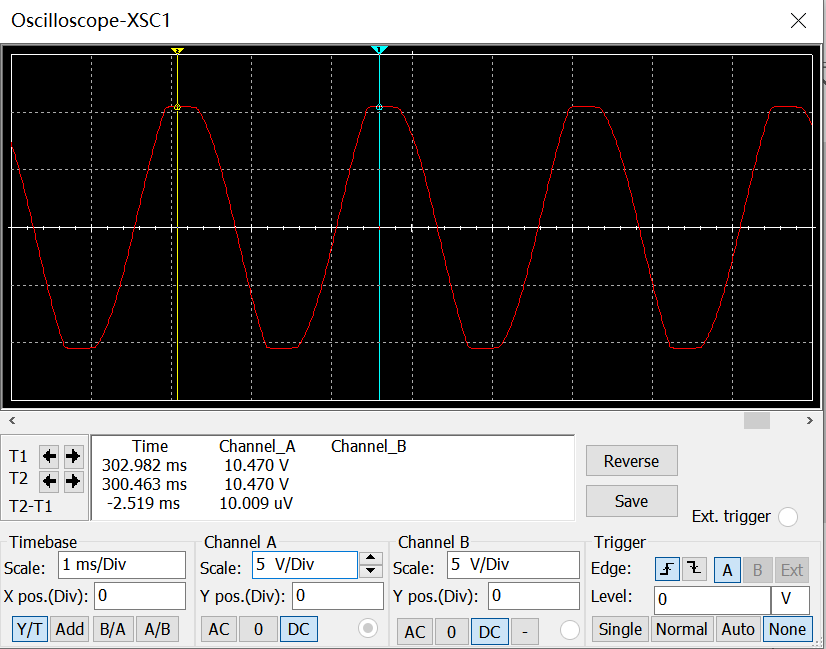 Oscilloscope-XSC1
2
1
Time Channel_A Channel_B
T1 302.982 ms 10.470 V
T2 300.463 ms 10.470 V
T2-T1 -2.519 ms 10.009 uV
Reverse
Save
Ext. trigger
Timebase Channel A Channel B Trigger
Scale: 1 ms/Div Scale: 5 V/Div Scale: 5 V/Div Edge: A B Ext
X pos.(Div): 0 Y pos.(Div): 0 Y pos.(Div): 0 Level: 0 V
Y/T Add B/A A/B AC 0 DC AC 0 DC - Single Normal Auto None